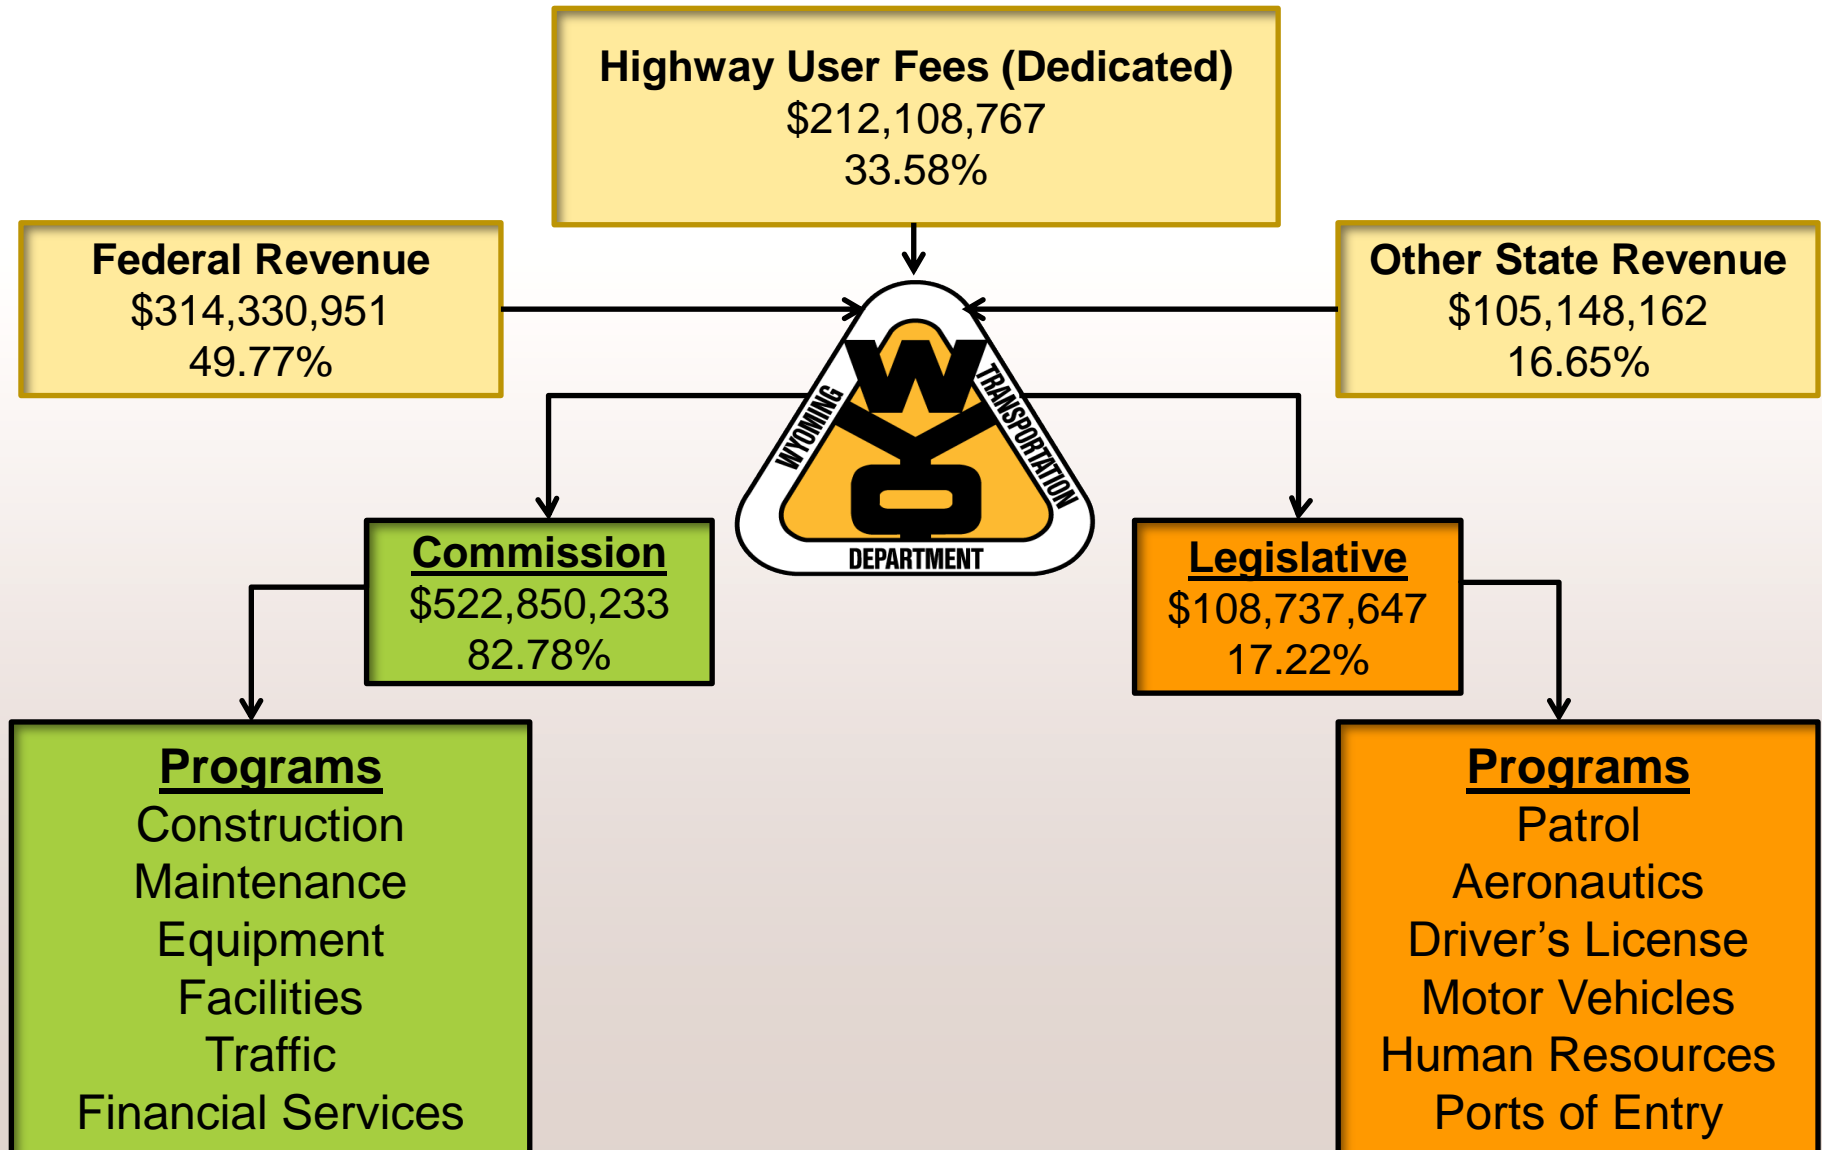 Highway User Fees (Dedicated)
$212,108,767
33.58%
Federal Revenue
$314,330,951
49.77%
Other State Revenue
$105,148,162
16.65%
WYO
WYOMING
TRANSPORTATION
DEPARTMENT
Commission
$522,850,233
82.78%
Legislative
$108,737,647
17.22%
Programs
Construction
Maintenance
Equipment
Facilities
Traffic
Financial Services
Programs
Patrol
Aeronautics
Driver’s License
Motor Vehicles
Human Resources
Ports of Entry